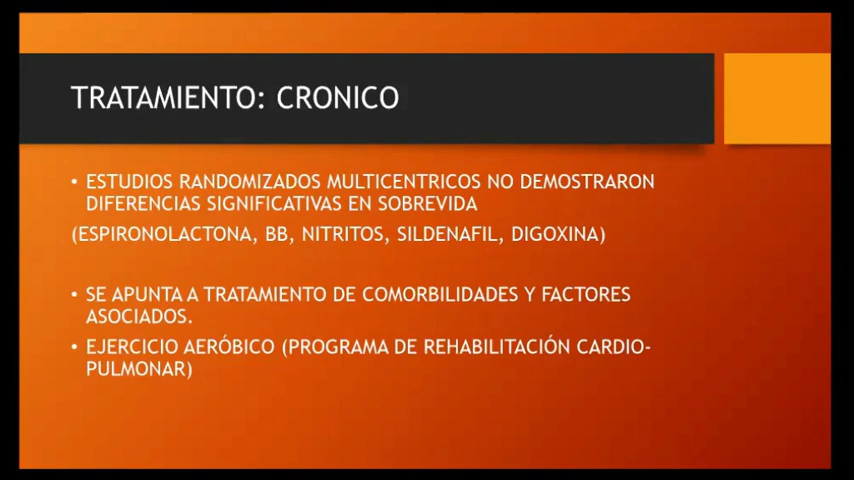 TRATAMIENTO: CRONICO
• ESTUDIOS RANDOMIZADOS MULTICENTRICOS NO DEMOSTRARON
DIFERENCIAS SIGNIFICATIVAS EN SOBREVIDA
(ESPIRONOLACTONA, BB, NITRITOS, SILDENAFIL, DIGOXINA)
• SE APUNTA A TRATAMIENTO DE COMORBILIDADES Y FACTORES
ASOCIADOS.
• EJERCICIO AERÓBICO (PROGRAMA DE REHABILITACIÓN CARDIO-
PULMONAR)